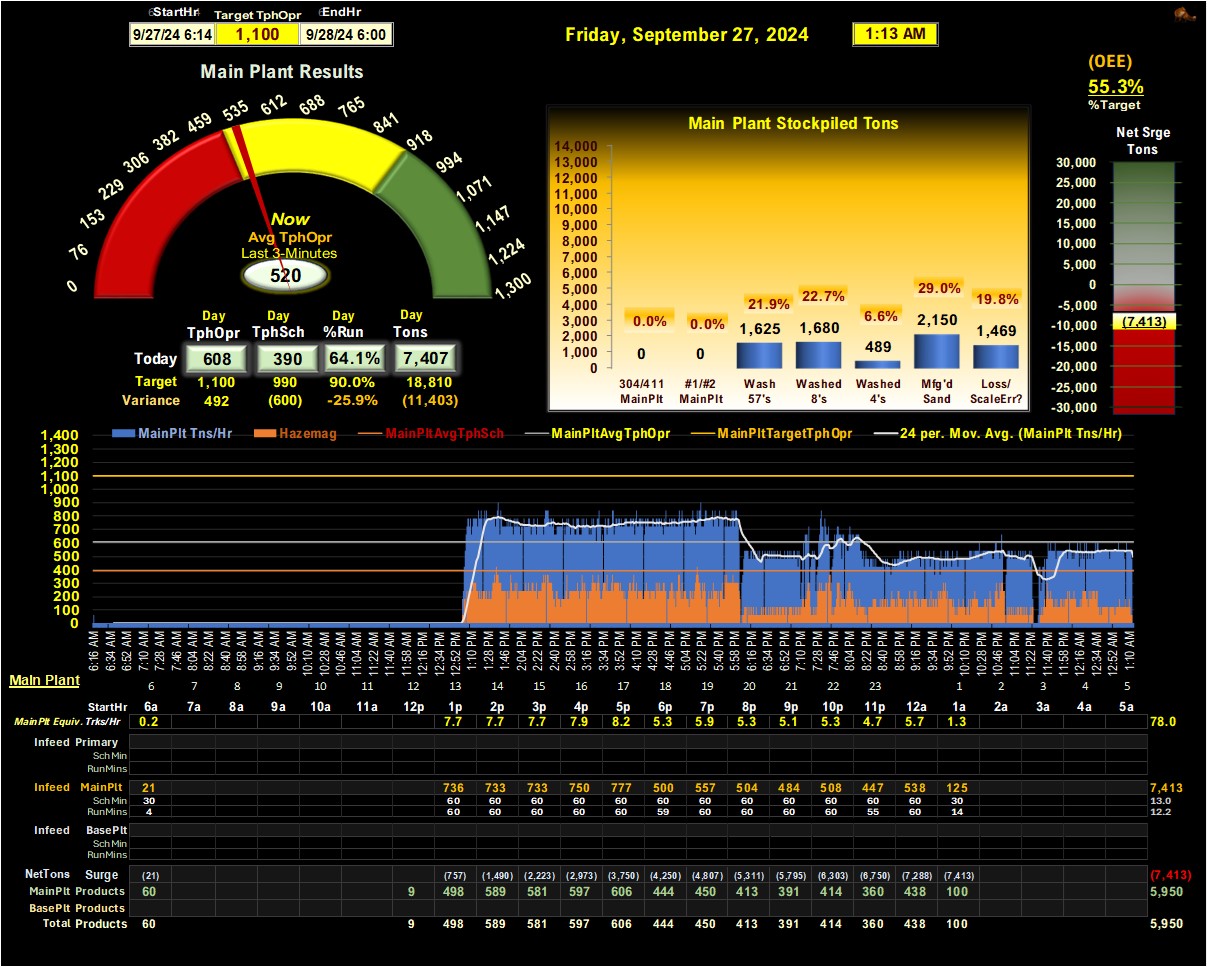 StartHr Target TphOpr EndHr
9/27/24 6:14 1,100 9/28/24 6:00
Friday, September 27, 2024 1:13 AM
(OEE)
55.3%
%Target
Main Plant Results
0 76 153 229 306 382 459 535 612 688 765 841 918 994 1,071 1,147 1,224 1,300
Now
Avg TphOpr
Last 3-Minutes
520
Day Day Day Day
TphOpr TphSch %Run Tons
Today 608 390 64.1% 7,407
Target 1,100 990 90.0% 18,810
Variance 492 (600) -25.9% (11,403)
Main Plant Stockpiled Tons
14,000
13,000
12,000
11,000
10,000
9,000
8,000
7,000
6,000
5,000
4,000
3,000
2,000
1,000
0
0.0% 0.0% 21.9% 22.7% 6.6% 29.0% 19.8%
0 0 1,625 1,680 489 2,150 1,469
304/411 #1/#2 Wash Washed Washed Mfg'd Loss/
MainPlt MainPlt 57's 8's 4's Sand ScaleErr?
Net Srge
Tons
30,000
25,000
20,000
15,000
10,000
5,000
0
-5,000
-10,000
-15,000
-20,000
-25,000
-30,000
(7,413)
MainPlt Tns/Hr Hazemag MainPltAvgTphSch MainPltAvgTphOpr MainPltTargetTphOpr 24 per. Mov. Avg. (MainPlt Tns/Hr)
1,400
1,300
1,200
1,100
1,000
900
800
700
600
500
400
300
200
100
0
6:16 AM 6:34 AM 6:52 AM 7:10 AM 7:28 AM 7:46 AM 8:04 AM 8:22 AM 8:40 AM 8:58 AM 9:16 AM 9:34 AM 9:52 AM 10:10 AM 10:28 AM 10:46 AM 11:04 AM 11:22 AM 11:40 AM 11:58 AM 12:16 PM 12:34 PM 12:52 PM 1:10 PM 1:28 PM 1:46 PM 2:04 PM 2:22 PM 2:40 PM 2:58 PM 3:16 PM 3:34 PM 3:52 PM 4:10 PM 4:28 PM 4:46 PM 5:04 PM 5:22 PM 5:40 PM 5:58 PM 6:16 PM 6:34 PM 6:52 PM 7:10 PM 7:28 PM 7:46 PM 8:04 PM 8:22 PM 8:40 PM 8:58 PM 9:16 PM 9:34 PM 9:52 PM 10:10 PM 10:28 PM 10:46 PM 11:04 PM 11:22 PM 11:40 PM 11:58 PM 12:16 AM 12:34 AM 12:52 AM 1:10 AM
Main Plant
6 7 8 9 10 11 12 13 14 15 16 17 18 19 20 21 22 23 1 2 3 4 5
StartHr 6a 7a 8a 9a 10a 11a 12p 1p 2p 3p 4p 5p 6p 7p 8p 9p 10p 11p 12a 1a 2a 3a 4a 5a
MainPlt Equiv. Trks/Hr 0.2 7.7 7.7 7.7 7.9 8.2 5.3 5.9 5.3 5.1 5.3 4.7 5.7 1.3 78.0
Infeed Primary
Sch Min
RunMins
Infeed MainPlt 21 736 733 733 750 777 500 557 504 484 508 447 538 125 7,413
Sch Min 30 60 60 60 60 60 60 60 60 60 60 60 60 30 13.0
RunMins 4 60 60 60 60 60 59 60 60 60 60 55 60 14 12.2
Infeed BasePlt
Sch Min
RunMins
NetTons Surge (21) (757) (1,490) (2,223) (2,973) (3,750) (4,250) (4,807) (5,311) (5,795) (6,303) (6,750) (7,288) (7,413) (7,413)
MainPlt Products 60 9 498 589 581 597 606 444 450 413 391 414 360 438 100 5,950
BasePlt Products
Total Products 60 9 498 589 581 597 606 444 450 413 391 414 360 438 100 5,950